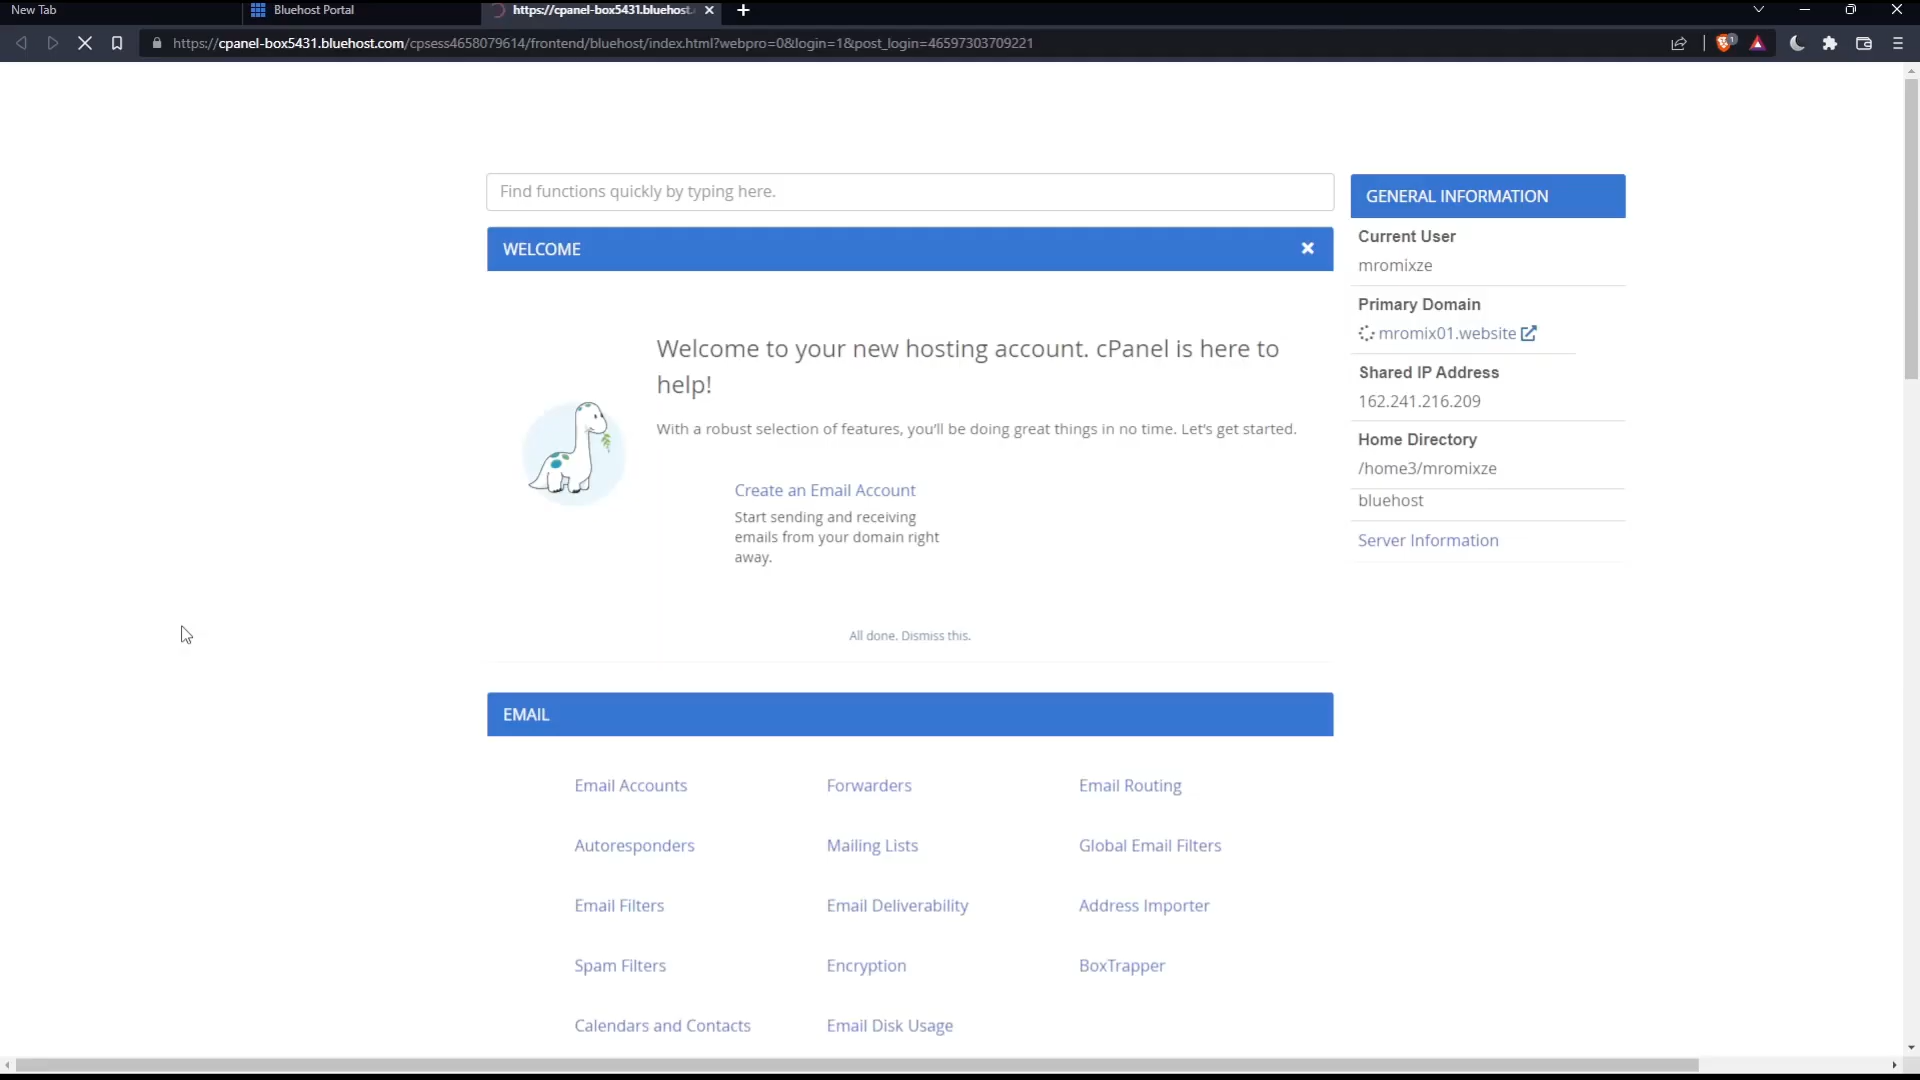 New Tab
Bluehost Portal
https://cpanel-box5431.bluehost.
https://cpanel-box5431.bluehost.com/cpsess4658079614/frontend/bluehost/index.html?webpro=0&login=1&post_login=46597303709221
1
Find functions quickly by typing here.
WELCOME
Welcome to your new hosting account. cPanel is here to
help!
With a robust selection of features, you'll be doing great things in no time. Let's get started.
Create an Email Account
Start sending and receiving
emails from your domain right
away.
All done. Dismiss this.
GENERAL INFORMATION
Current User
mromixze
Primary Domain
mromix01.website
Shared IP Address
162.241.216.209
Home Directory
/home3/mromixze
bluehost
Server Information
EMAIL
Email Accounts
Forwarders
Email Routing
Autoresponders
Mailing Lists
Global Email Filters
Email Filters
Email Deliverability
Address Importer
Spam Filters
Encryption
BoxTrapper
Calendars and Contacts
Email Disk Usage